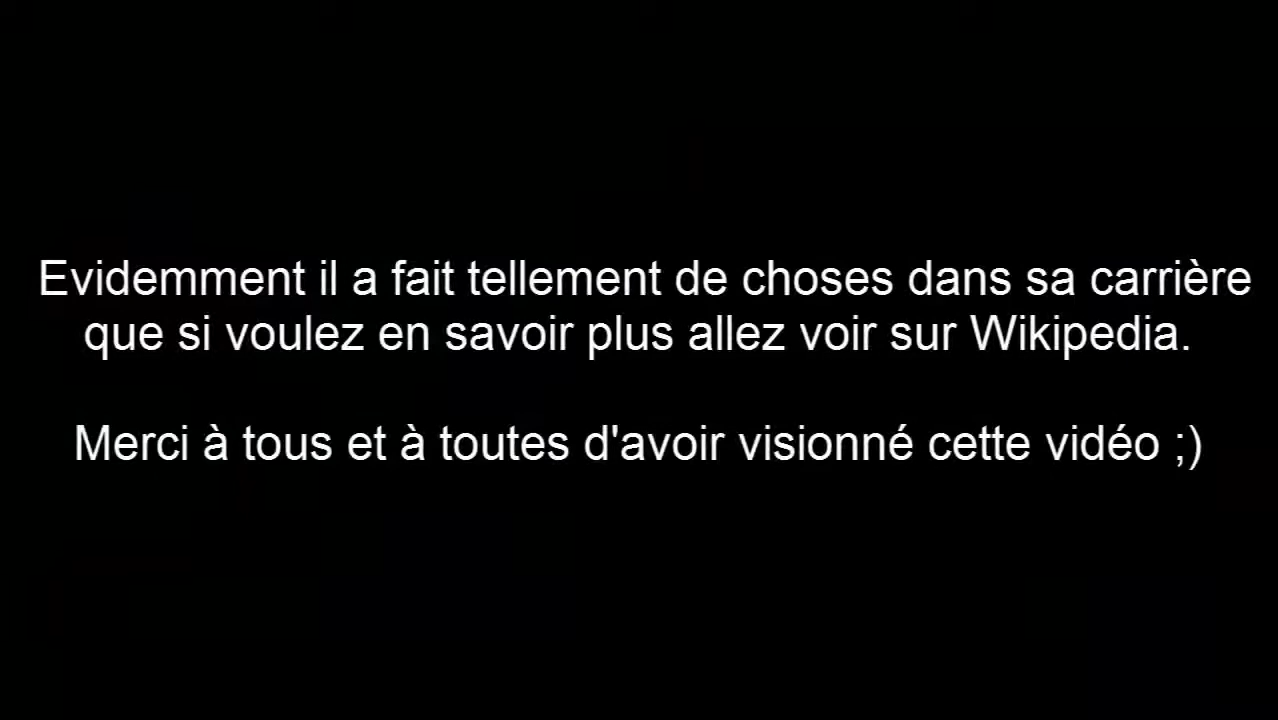 Evidemment il a fait tellement de choses dans sa carrière
que si voulez en savoir plus allez voir sur Wikipedia.
Merci à tous et à toutes d'avoir visionné cette vidéo ;)